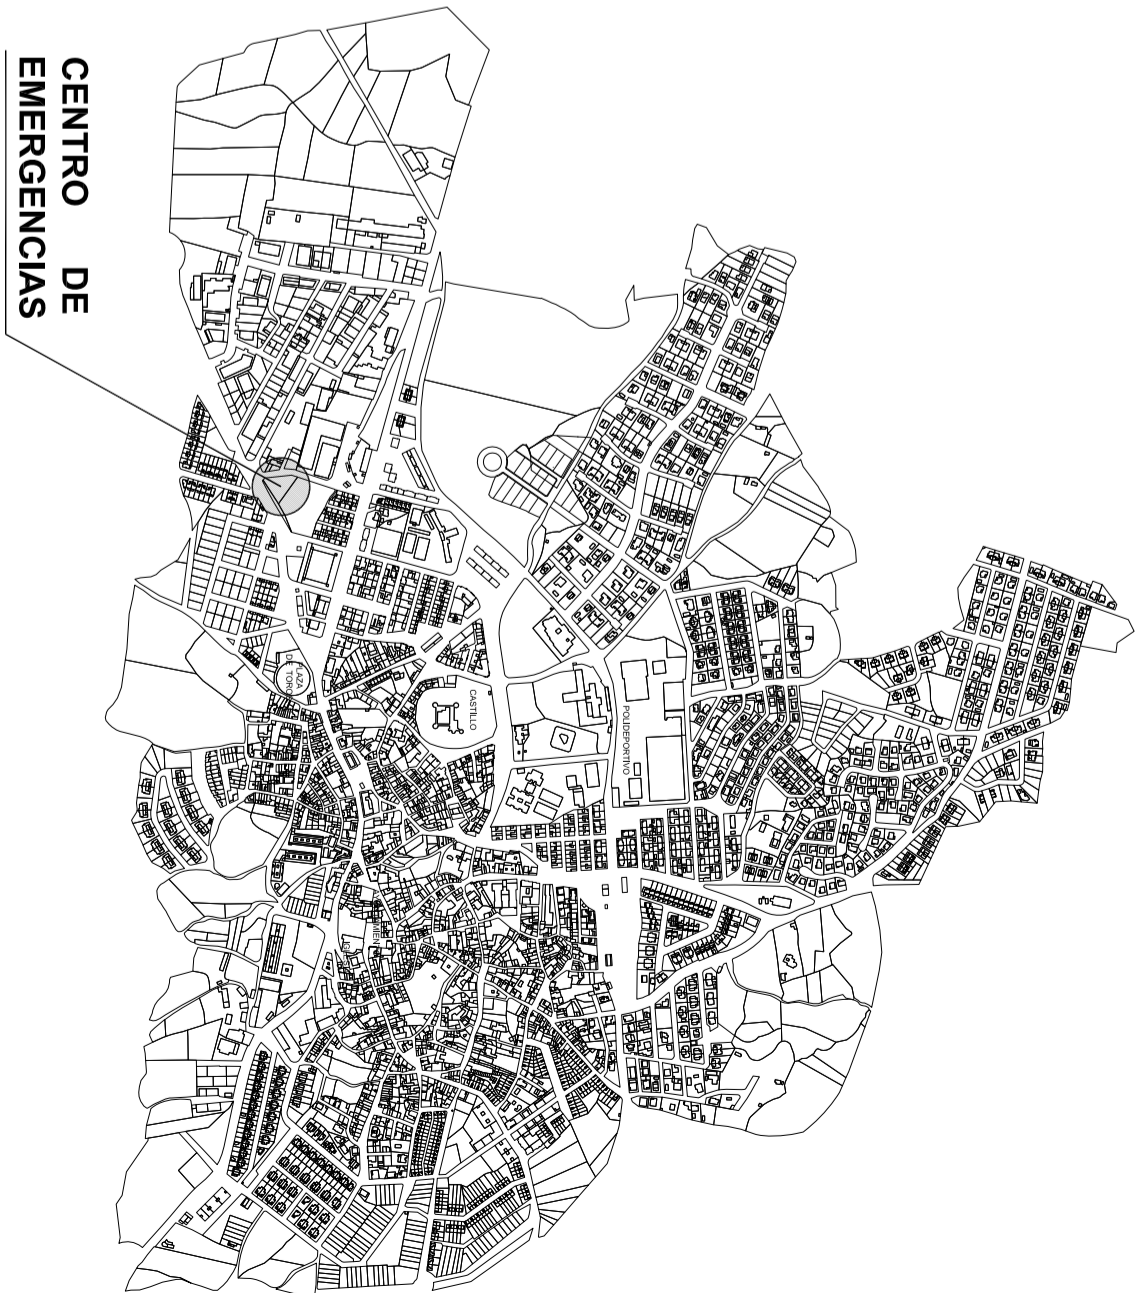 CENTRO DE
EMERGENCIAS
POLIDEPORTIVO
CASTILLO
PLAZA
DE TOROS